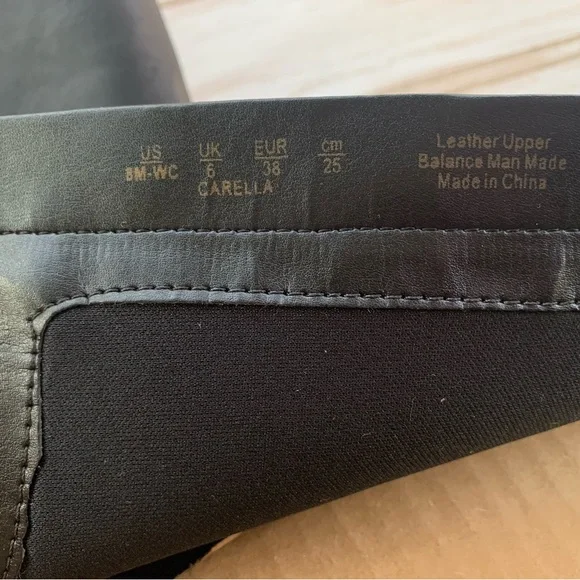 US UK EUR cm
8M-WC 6 38 25
CARELLA
Leather Upper
Balance Man Made
Made in China